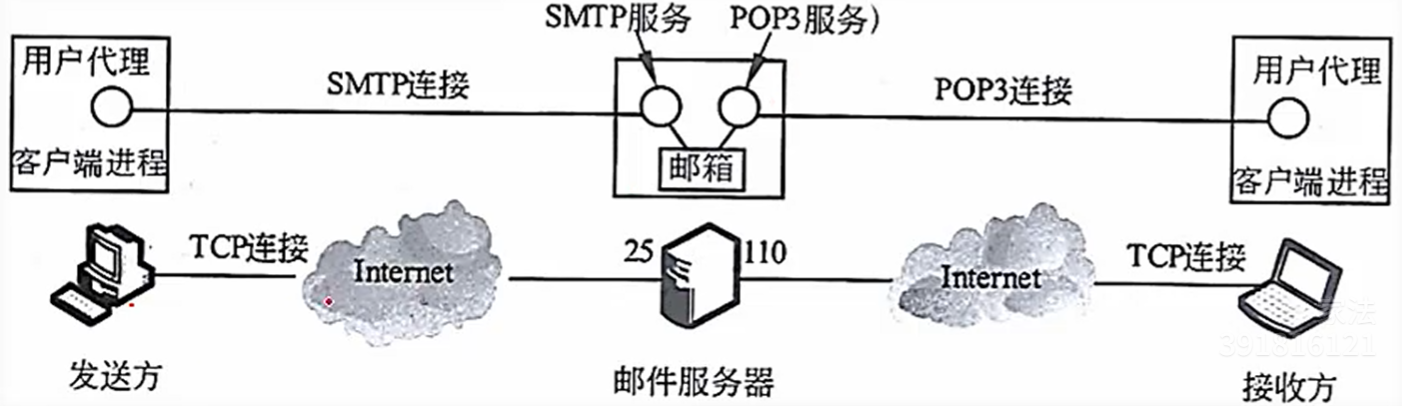 SMTP服务 POP3服务）
用户代理 SMTP连接 POP3连接 用户代理
客户端进程 邮箱 客户端进程
TCP连接 Internet 25 110 Internet TCP连接
391816121
发送方 邮件服务器 接收方